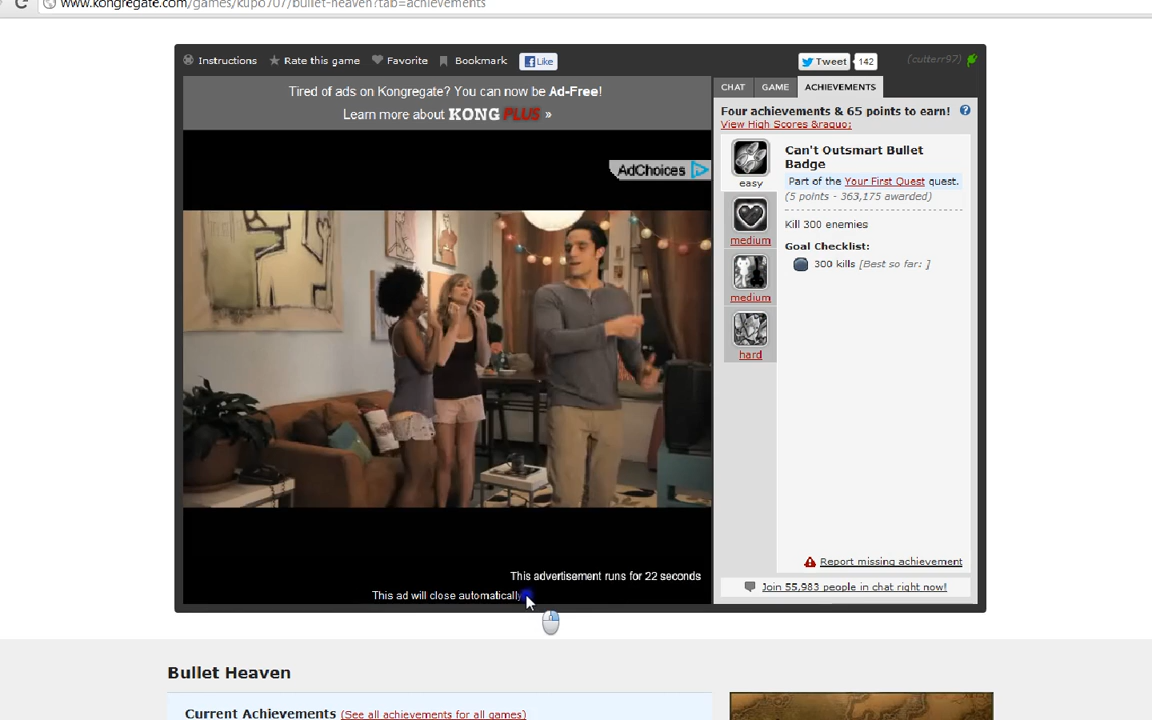 www.kongregate.com/games/kupo707/bullet-heaven?tab=achievements
Instructions Rate this game Favorite Bookmark Like Tweet 142 (cutterr97)
Tired of ads on Kongregate? You can now be Ad-Free!
Learn more about KONG PLUS »
AdChoices
This advertisement runs for 22 seconds
This ad will close automatically
CHAT GAME ACHIEVEMENTS
Four achievements & 65 points to earn! ?
View High Scores &raquo;
easy
medium
medium
hard
Can't Outsmart Bullet
Badge
Part of the Your First Quest quest.
(5 points - 363,175 awarded)
Kill 300 enemies
Goal Checklist:
300 kills [Best so far: ]
Report missing achievement
Join 55,983 people in chat right now!
Bullet Heaven
Current Achievements (See all achievements for all games)